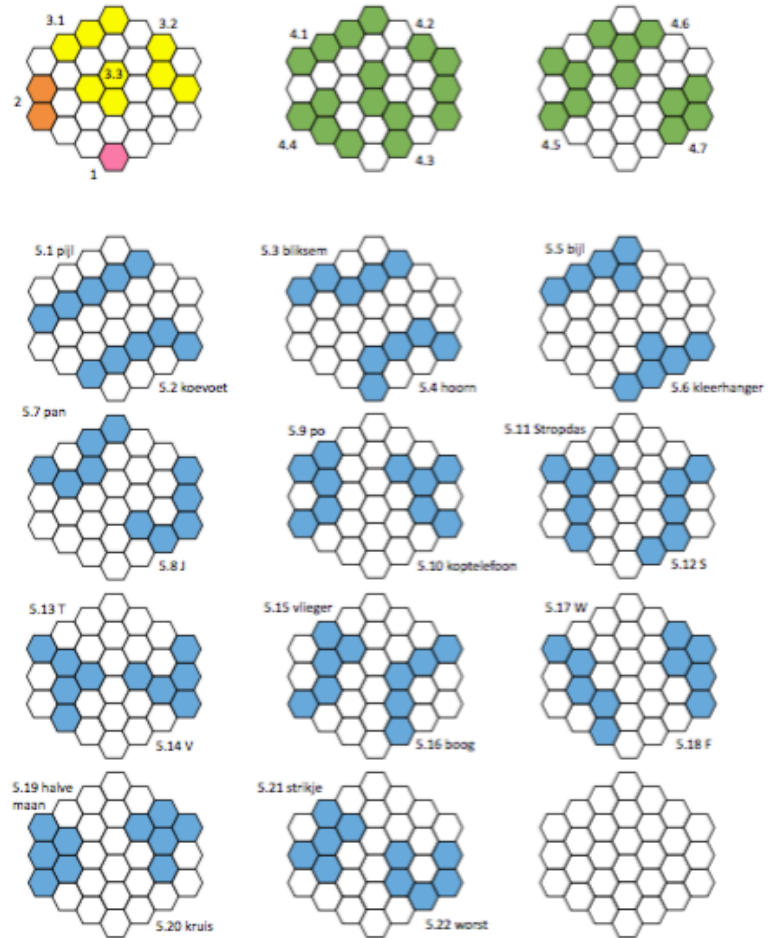 3.1
3.2
4.1
4.2
4.6
3.3
2
1
4.4
4.3
4.5
4.7
5.1 pijl
5.3 bliksem
5.5 bijl
5.2 koevoet
5.4 hoorn
5.6 kleerhanger
5.7 pan
5.9 po
5.11 Stropdas
5.8 J
5.10 koptelefoon
5.12 S
5.13 T
5.15 vlieger
5.17 W
5.14 V
5.16 boog
5.18 F
5.19 halve
maan
5.21 strikje
5.20 kruis
5.22 worst